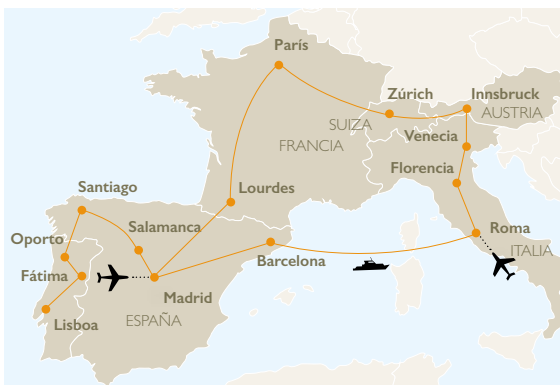 París
Zúrich
Innsbruck
SUIZA
AUSTRIA
Venecia
FRANCIA
Florencia
Santiago
Lourdes
Salamanca
Roma
Oporto
ITALIA
Barcelona
Fátima
Madrid
Lisboa
ESPAÑA